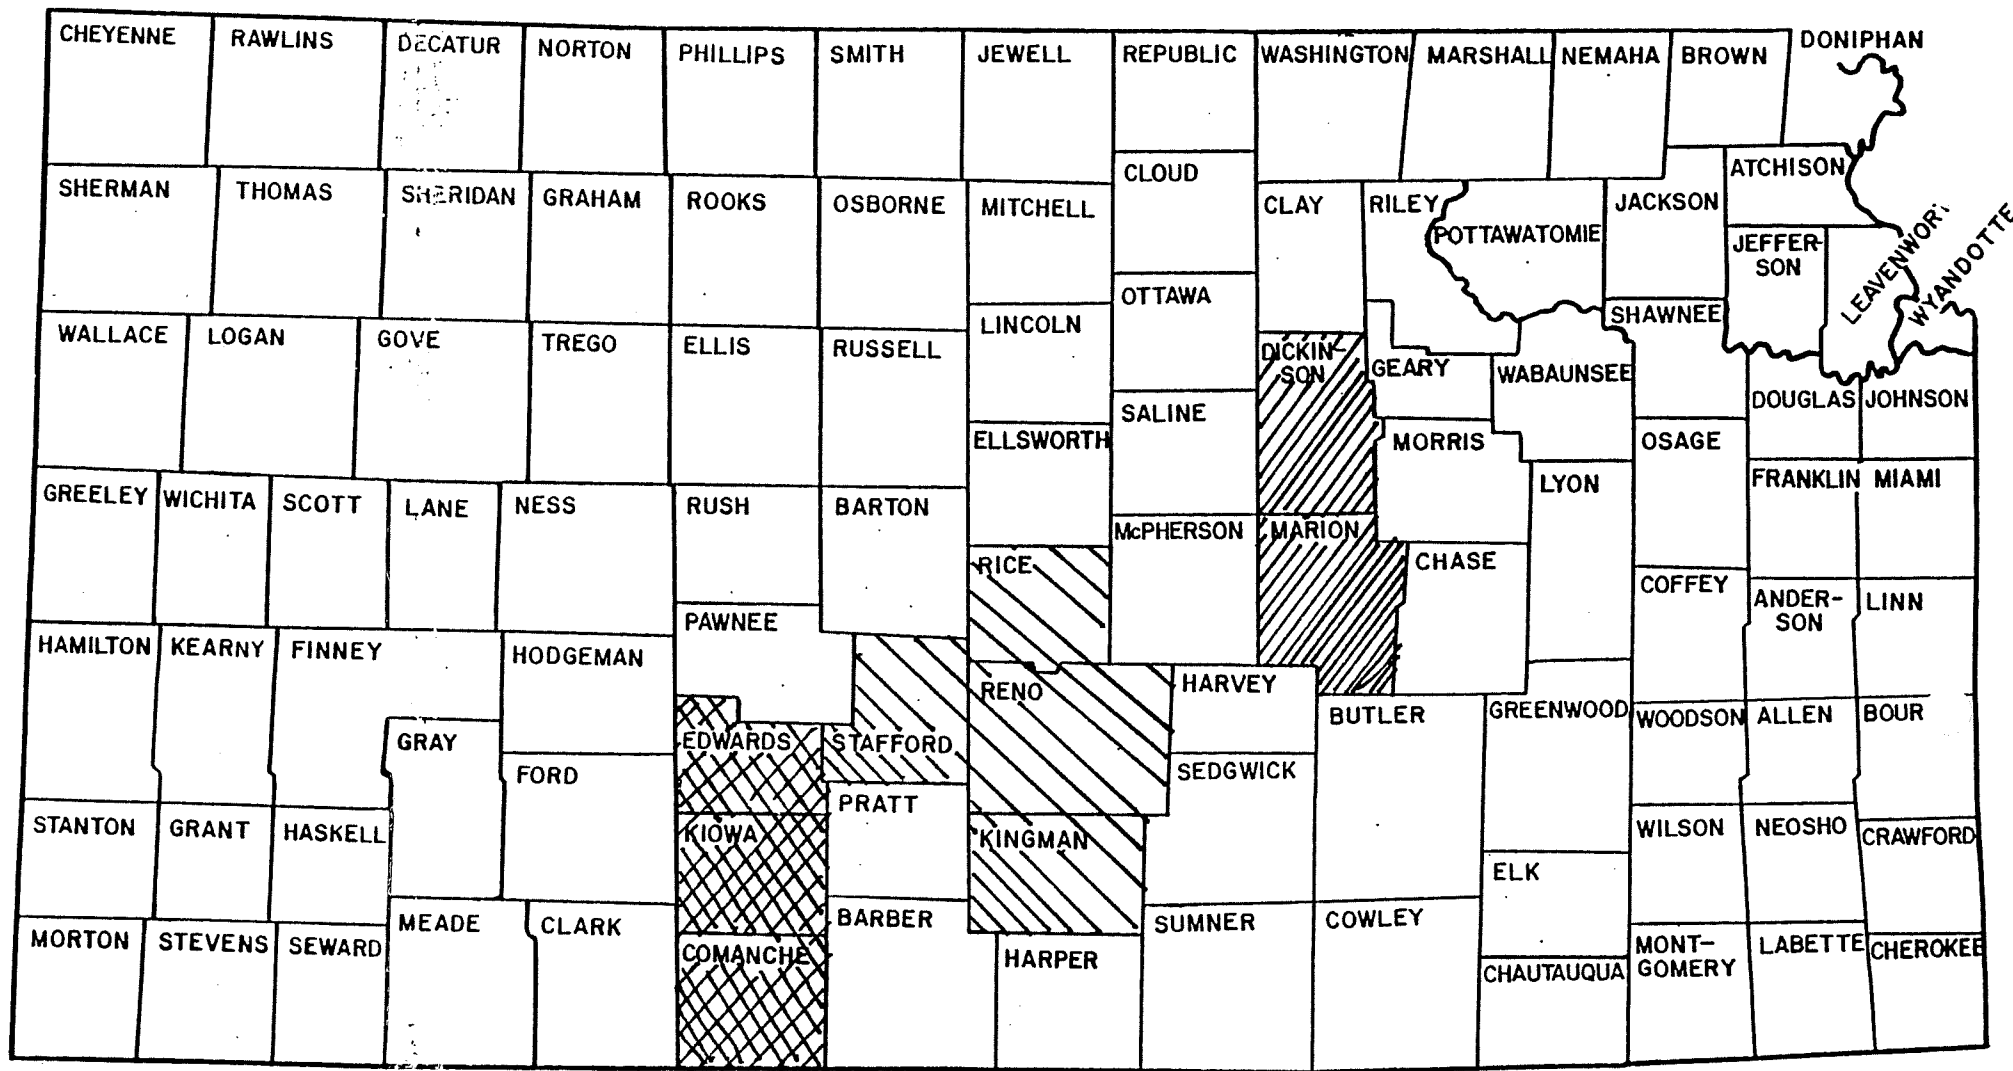 CHEYENNE
RAWLINS
DECATUR
NORTON
PHILLIPS
SMITH
JEWELL
REPUBLIC
WASHINGTON
MARSHALL
NEMAHA
BROWN
DONIPHAN
SHERMAN
THOMAS
SHERIDAN
GRAHAM
ROOKS
OSBORNE
MITCHELL
CLOUD
CLAY
RILEY
POTTAWATOMIE
JACKSON
ATCHISON
JEFFER-
SON
LEAVENWORT
WYANDOTTE
WALLACE
LOGAN
GOVE
TREGO
ELLIS
RUSSELL
LINCOLN
OTTAWA
DICKIN-
SON
GEARY
WABAUNSEE
SHAWNEE
DOUGLAS
JOHNSON
ELLSWORTH
SALINE
MORRIS
OSAGE
GREELEY
WICHITA
SCOTT
LANE
NESS
RUSH
BARTON
RICE
McPHERSON
MARION
CHASE
LYON
FRANKLIN
MIAMI
COFFEY
ANDER-
SON
LINN
HAMILTON
KEARNY
FINNEY
HODGEMAN
PAWNEE
STAFFORD
RENO
HARVEY
BUTLER
GREENWOOD
WOODSON
ALLEN
BOUR
GRAY
FORD
EDWARDS
PRATT
KINGMAN
SEDGWICK
STANTON
GRANT
HASKELL
KIOWA
ELK
WILSON
NEOSHO
CRAWFORD
MORTON
STEVENS
SEWARD
MEADE
CLARK
COMANCHE
BARBER
HARPER
SUMNER
COWLEY
CHAUTAUQUA
MONT-
GOMERY
LABETTE
CHEROKEE